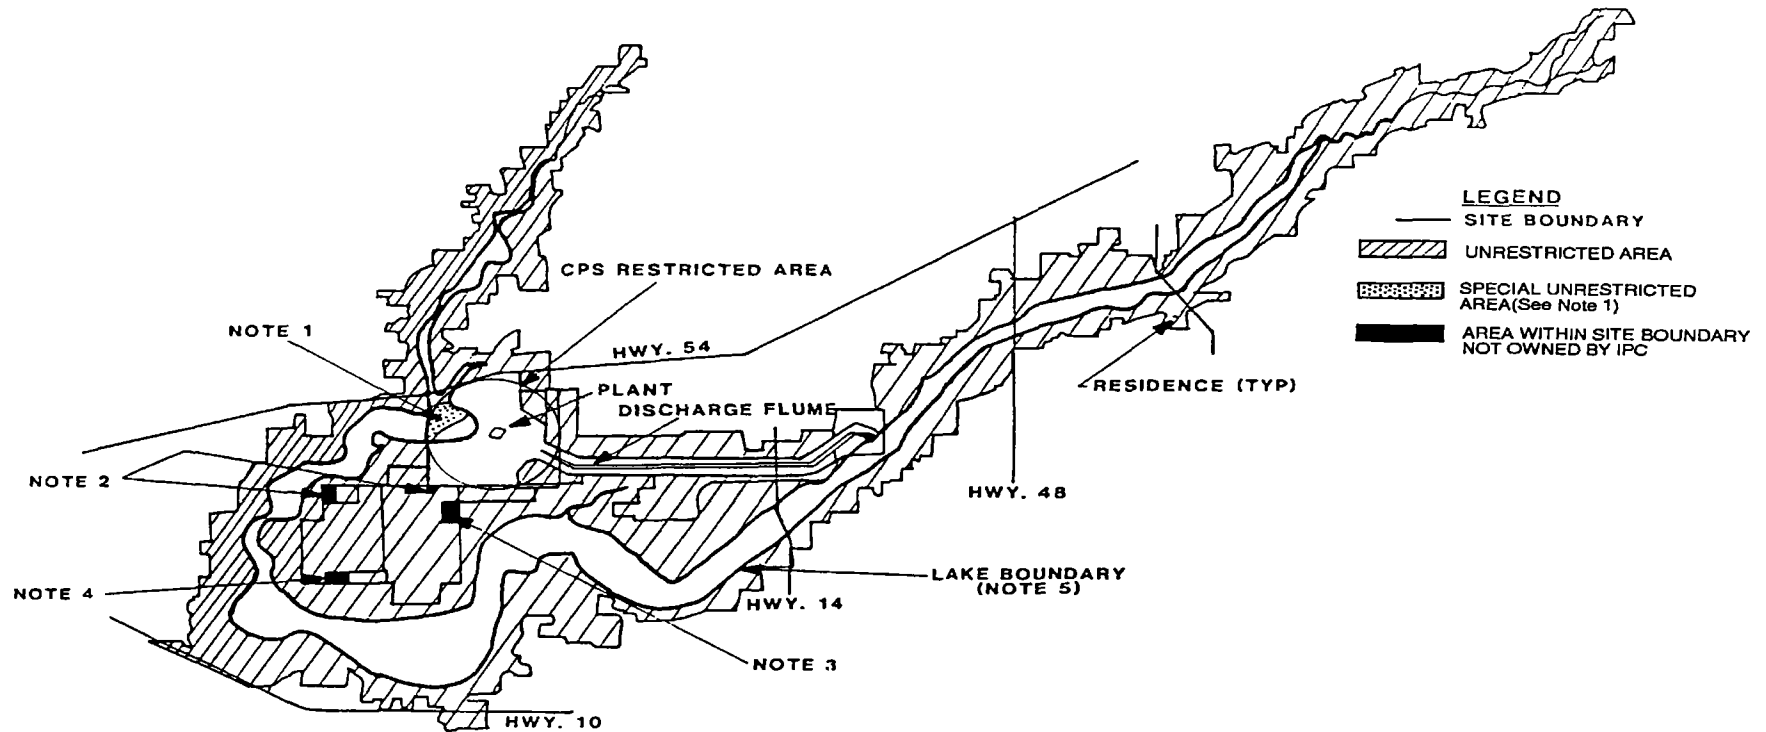 LEGEND
SITE BOUNDARY
UNRESTRICTED AREA
SPECIAL UNRESTRICTED
AREA(See Note 1)
AREA WITHIN SITE BOUNDARY
NOT OWNED BY IPC
CPS RESTRICTED AREA
NOTE 1
HWY. 54
PLANT
DISCHARGE FLUME
RESIDENCE (TYP)
NOTE 2
HWY. 48
NOTE 4
LAKE BOUNDARY
(NOTE 5)
HWY. 14
NOTE 3
HWY. 10